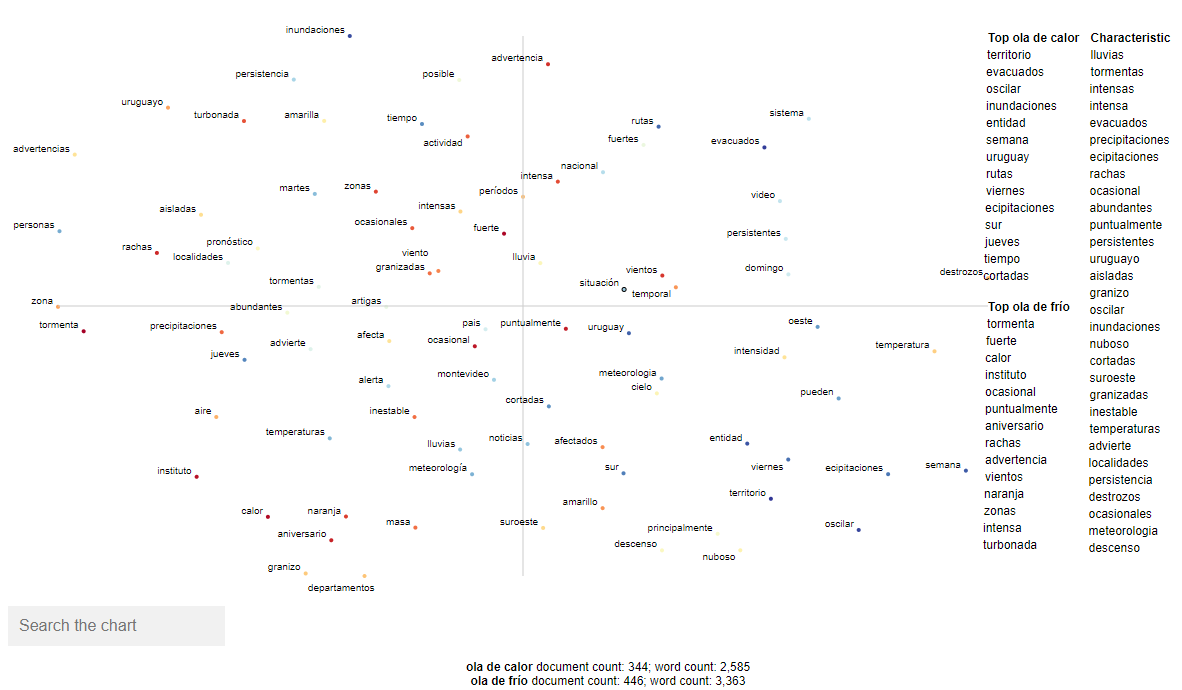 inundaciones
advertencia
persistencia
posible
uruguayo
turbonada
amarilla
tiempo
actividad
rutas
fuertes
sistema
evacuados
advertencias
nacional
intensa
martes
zonas
períodos
video
aisladas
intensas
ocasionales
fuerte
personas
persistentes
rachas
pronóstico
localidades
viento
granizadas
lluvia
vientos
domingo
destrozos
tormentas
situación
temporal
zona
abundantes
artigas
tormenta
precipitaciones
pais
puntualmente
uruguay
oeste
advierte
afecta
ocasional
temperatura
jueves
intensidad
alerta
montevideo
meteorologia
cielo
pueden
aire
inestable
cortadas
temperaturas
lluvias
noticias
afectados
entidad
instituto
meteorología
sur
viernes
ecipitaciones
semana
territorio
calor
naranja
masa
suroeste
amarillo
oscilar
aniversario
principalmente
descenso
nuboso
granizo
departamentos
Top ola de calor
territorio
evacuados
oscilar
inundaciones
entidad
semana
uruguay
rutas
viernes
ecipitaciones
sur
jueves
tiempo
cortadas
Top ola de frío
tormenta
fuerte
calor
instituto
ocasional
puntualmente
aniversario
rachas
advertencia
vientos
naranja
zonas
intensa
turbonada
Characteristic
lluvias
tormentas
intensas
intensa
evacuados
precipitaciones
ecipitaciones
rachas
ocasional
abundantes
puntualmente
persistentes
uruguayo
aisladas
granizo
oscilar
inundaciones
nuboso
cortadas
suroeste
granizadas
inestable
temperaturas
advierte
localidades
persistencia
destrozos
ocasionales
meteorologia
descenso
Search the chart
ola de calor document count: 344; word count: 2,585
ola de frío document count: 446; word count: 3,363